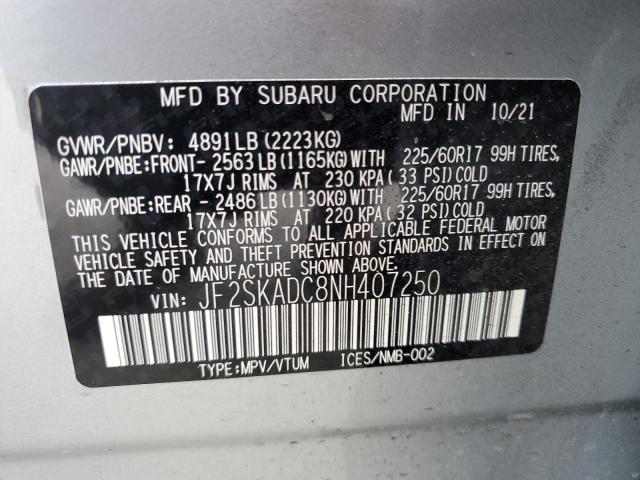 MFD BY SUBARU CORPORATION
MFD IN 10/21
GVWR/PNBV: 4891LB (2223KG)
GAWR/PNBE:FRONT- 2563 LB (1165KG) WITH 225/60R17 99H TIRES,
17X7J RIMS AT 230 KPA (33 PSI) COLD
GAWR/PNBE:REAR - 2486 LB (1130KG) WITH 225/60R17 99H TIRES,
17X7J RIMS AT 220 KPA (32 PSI) COLD
THIS VEHICLE CONFORMS TO ALL APPLICABLE FEDERAL MOTOR
VEHICLE SAFETY AND THEFT PREVENTION STANDARDS IN EFFECT ON
THE DATE OF MANUFACTURE SHOWN ABOVE.
VIN: JF2SKADC8NH407250
TYPE:MPV/VTUM ICES/NMB-002